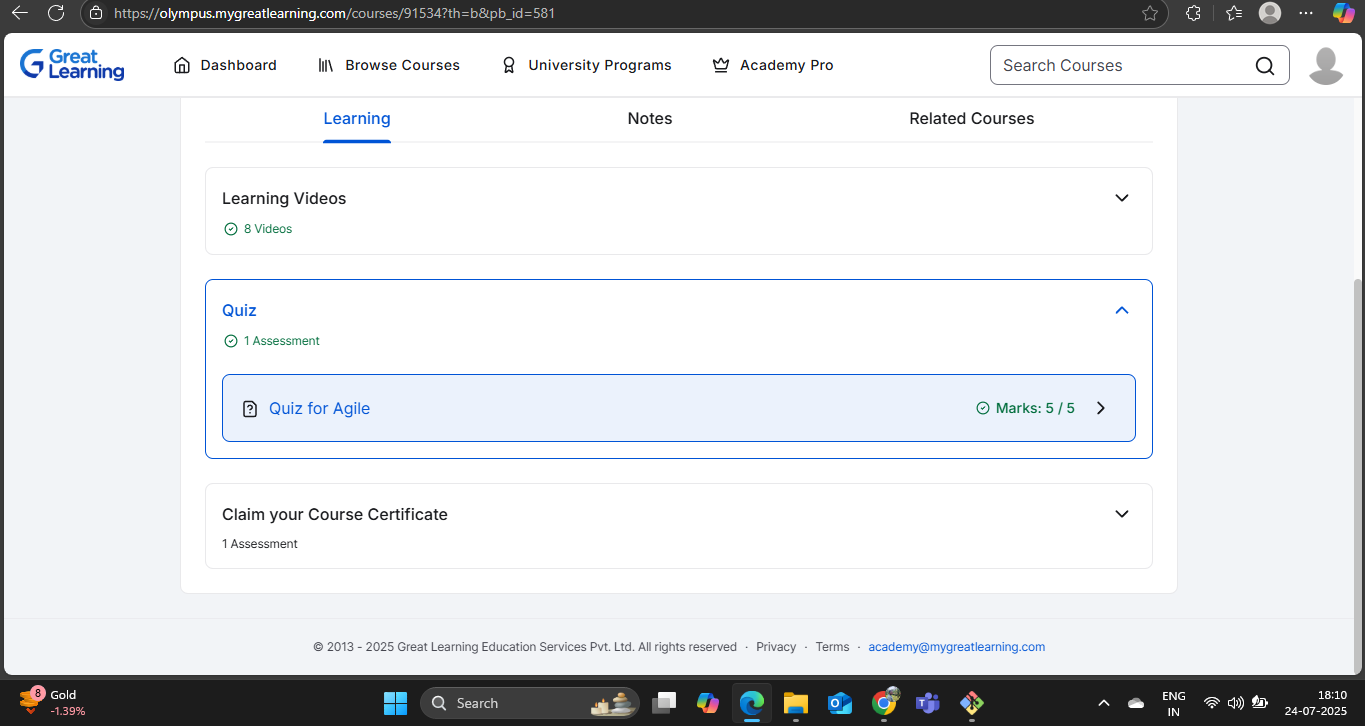 https://olympus.mygreatlearning.com/courses/91534?th=b&pb_id=581
Great Learning
Dashboard
Browse Courses
University Programs
Academy Pro
Search Courses
Learning
Notes
Related Courses
Learning Videos
8 Videos
Quiz
1 Assessment
Quiz for Agile
Marks: 5 / 5
Claim your Course Certificate
1 Assessment
© 2013 - 2025 Great Learning Education Services Pvt. Ltd. All rights reserved · Privacy · Terms · academy@mygreatlearning.com
8
Gold
-1.39%
Search
ENG
IN
18:10
24-07-2025